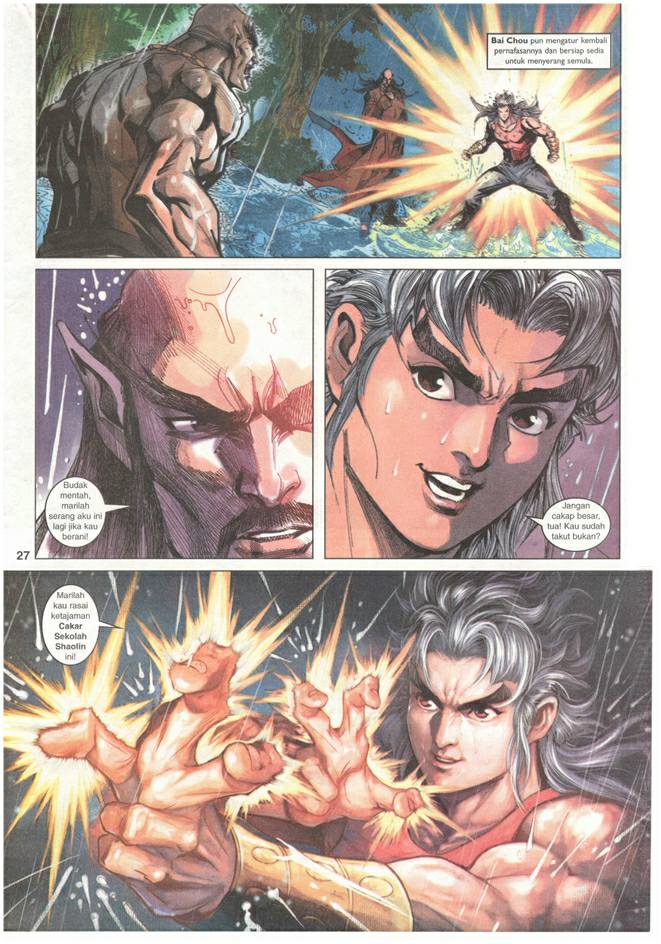 Bai Chou pun mengatur kembali
pernafasannya dan bersiap sedia
untuk menyerang semula.
Budak
mentah,
marilah
serang aku ini
lagi jika kau
berani!
Jangan
cakap besar,
tua! Kau sudah
takut bukan?
27
Marilah
kau rasai
ketajaman
Cakar
Sekolah
Shaolin
ini!